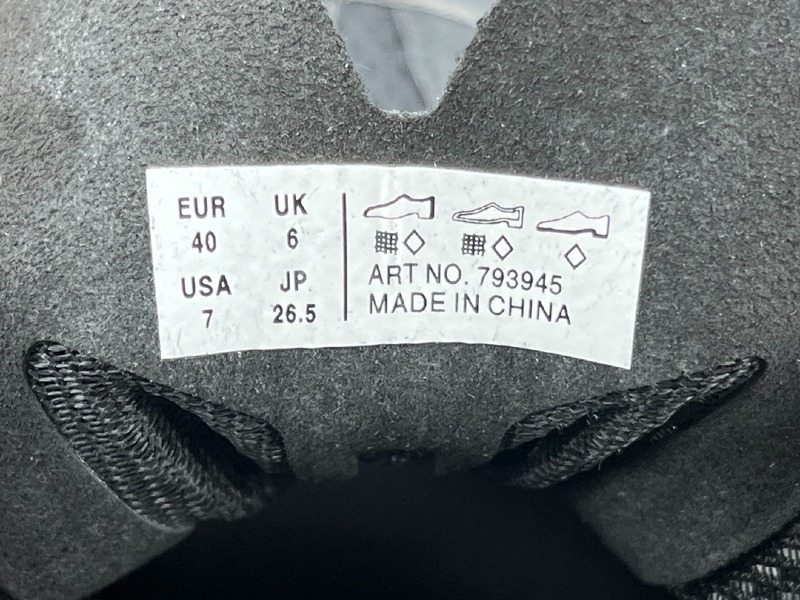 EUR UK
40 6
USA JP
7 26.5
ART NO. 793945
MADE IN CHINA